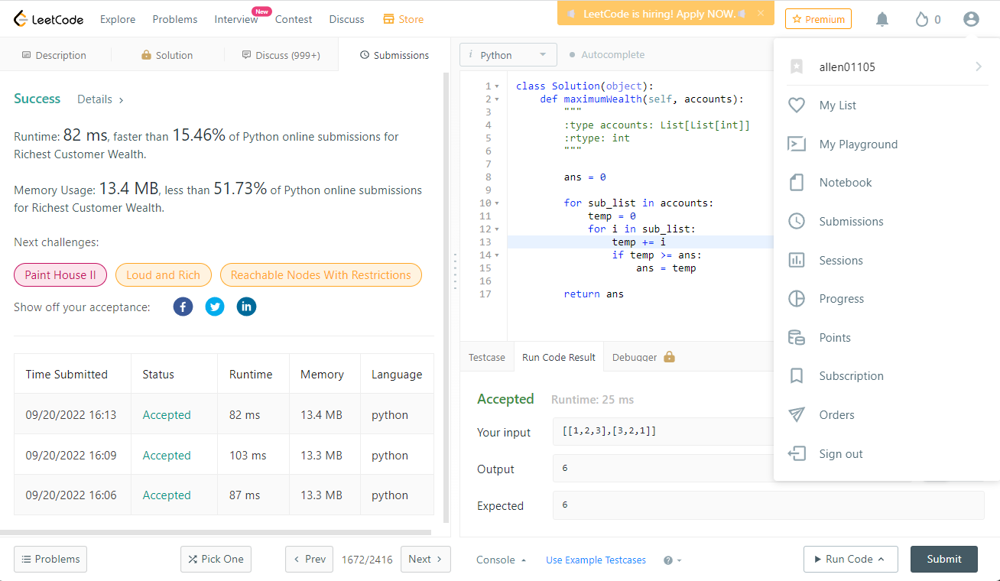 LeetCode
Explore
Problems
Interview
New
Contest
Discuss
Store
LeetCode is hiring! Apply NOW.
×
Premium
0
Description
Solution
Discuss (999+)
Submissions
i Python
Autocomplete
Success
Details ›
Runtime: 82 ms, faster than 15.46% of Python online submissions for
Richest Customer Wealth.
Memory Usage: 13.4 MB, less than 51.73% of Python online submissions
for Richest Customer Wealth.
Next challenges:
Paint House II
Loud and Rich
Reachable Nodes With Restrictions
Show off your acceptance:
Time Submitted Status Runtime Memory Language
09/20/2022 16:13 Accepted 82 ms 13.4 MB python
09/20/2022 16:09 Accepted 103 ms 13.3 MB python
09/20/2022 16:06 Accepted 87 ms 13.3 MB python
Problems
Pick One
Prev
1672/2416
Next
1 class Solution(object):
2 def maximumWealth(self, accounts):
3 """
4 :type accounts: List[List[int]]
5 :rtype: int
6 """
7
8 ans = 0
9
10 for sub_list in accounts:
11 temp = 0
12 for i in sub_list:
13 temp += i
14 if temp >= ans:
15 ans = temp
16
17 return ans
Testcase
Run Code Result
Debugger
Accepted
Runtime: 25 ms
Your input
[[1,2,3],[3,2,1]]
Output
6
Expected
6
Console
Use Example Testcases
?
Run Code
Submit
allen01105
My List
My Playground
Notebook
Submissions
Sessions
Progress
Points
Subscription
Orders
Sign out